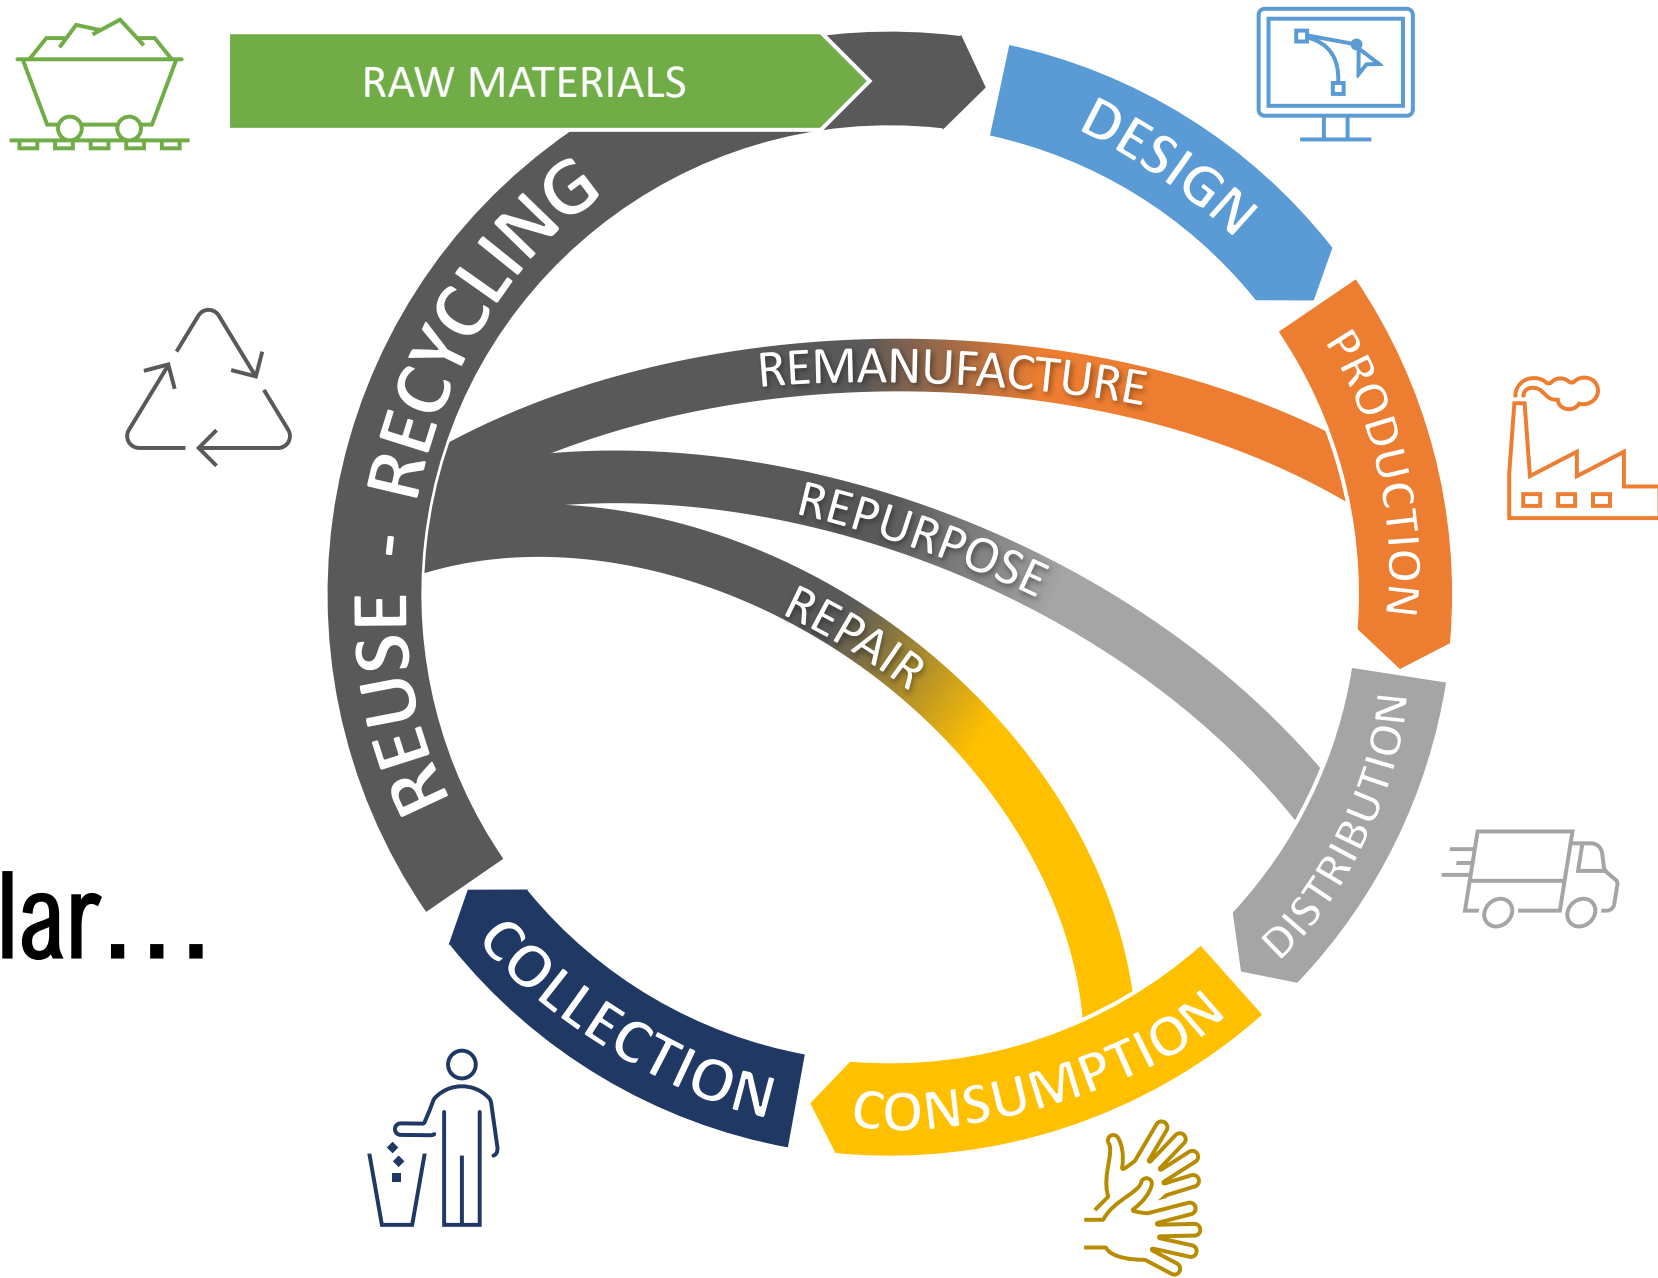 RAW MATERIALS
DESIGN
PRODUCTION
DISTRIBUTION
CONSUMPTION
COLLECTION
REUSE - RECYCLING
REMANUFACTURE
REPURPOSE
REPAIR
lar...